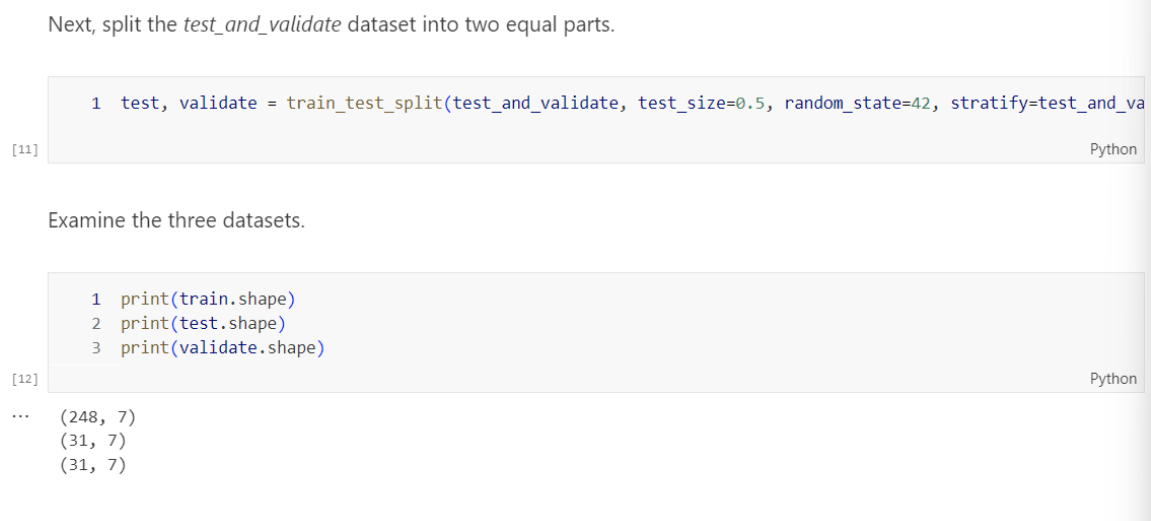 Next, split the test_and_validate dataset into two equal parts.
1 test, validate = train_test_split(test_and_validate, test_size=0.5, random_state=42, stratify=test_and_va
[11]
Python
Examine the three datasets.
1 print(train.shape)
2 print(test.shape)
3 print(validate.shape)
[12]
Python
... (248, 7)
(31, 7)
(31, 7)